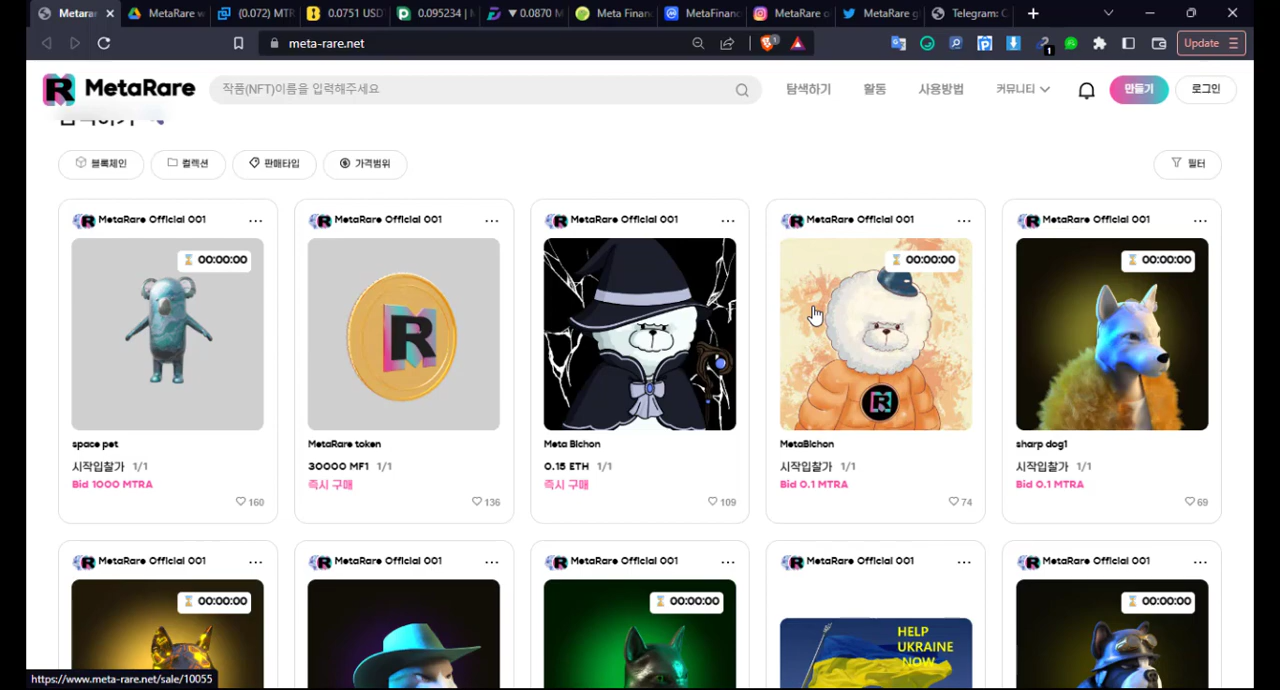 Metarar
MetaRare w
(0.072) MTR
0.0751 USD
0.095234 |
▼0.0870 M
Meta Financ
MetaFinanc
MetaRare o
MetaRare g
Telegram: C
meta-rare.net
1
1
Update
MetaRare
작품(NFT)이름을 입력해주세요
탐색하기
활동
사용방법
커뮤니티
만들기
로그인
탐색하기
블록체인
컬렉션
판매타입
가격범위
필터
MetaRare Official 001
00:00:00
space pet
시작입찰가 1/1
Bid 1000 MTRA
160
MetaRare Official 001
R
MetaRare token
30000 MF1 1/1
즉시 구매
136
MetaRare Official 001
Meta Bichon
0.15 ETH 1/1
즉시 구매
109
MetaRare Official 001
00:00:00
R
MetaBichon
시작입찰가 1/1
Bid 0.1 MTRA
74
MetaRare Official 001
00:00:00
sharp dog1
시작입찰가 1/1
Bid 0.1 MTRA
69
MetaRare Official 001
00:00:00
MetaRare Official 001
MetaRare Official 001
00:00:00
MetaRare Official 001
HELP
UKRAINE
NOW
MetaRare Official 001
00:00:00
https://www.meta-rare.net/sale/10055